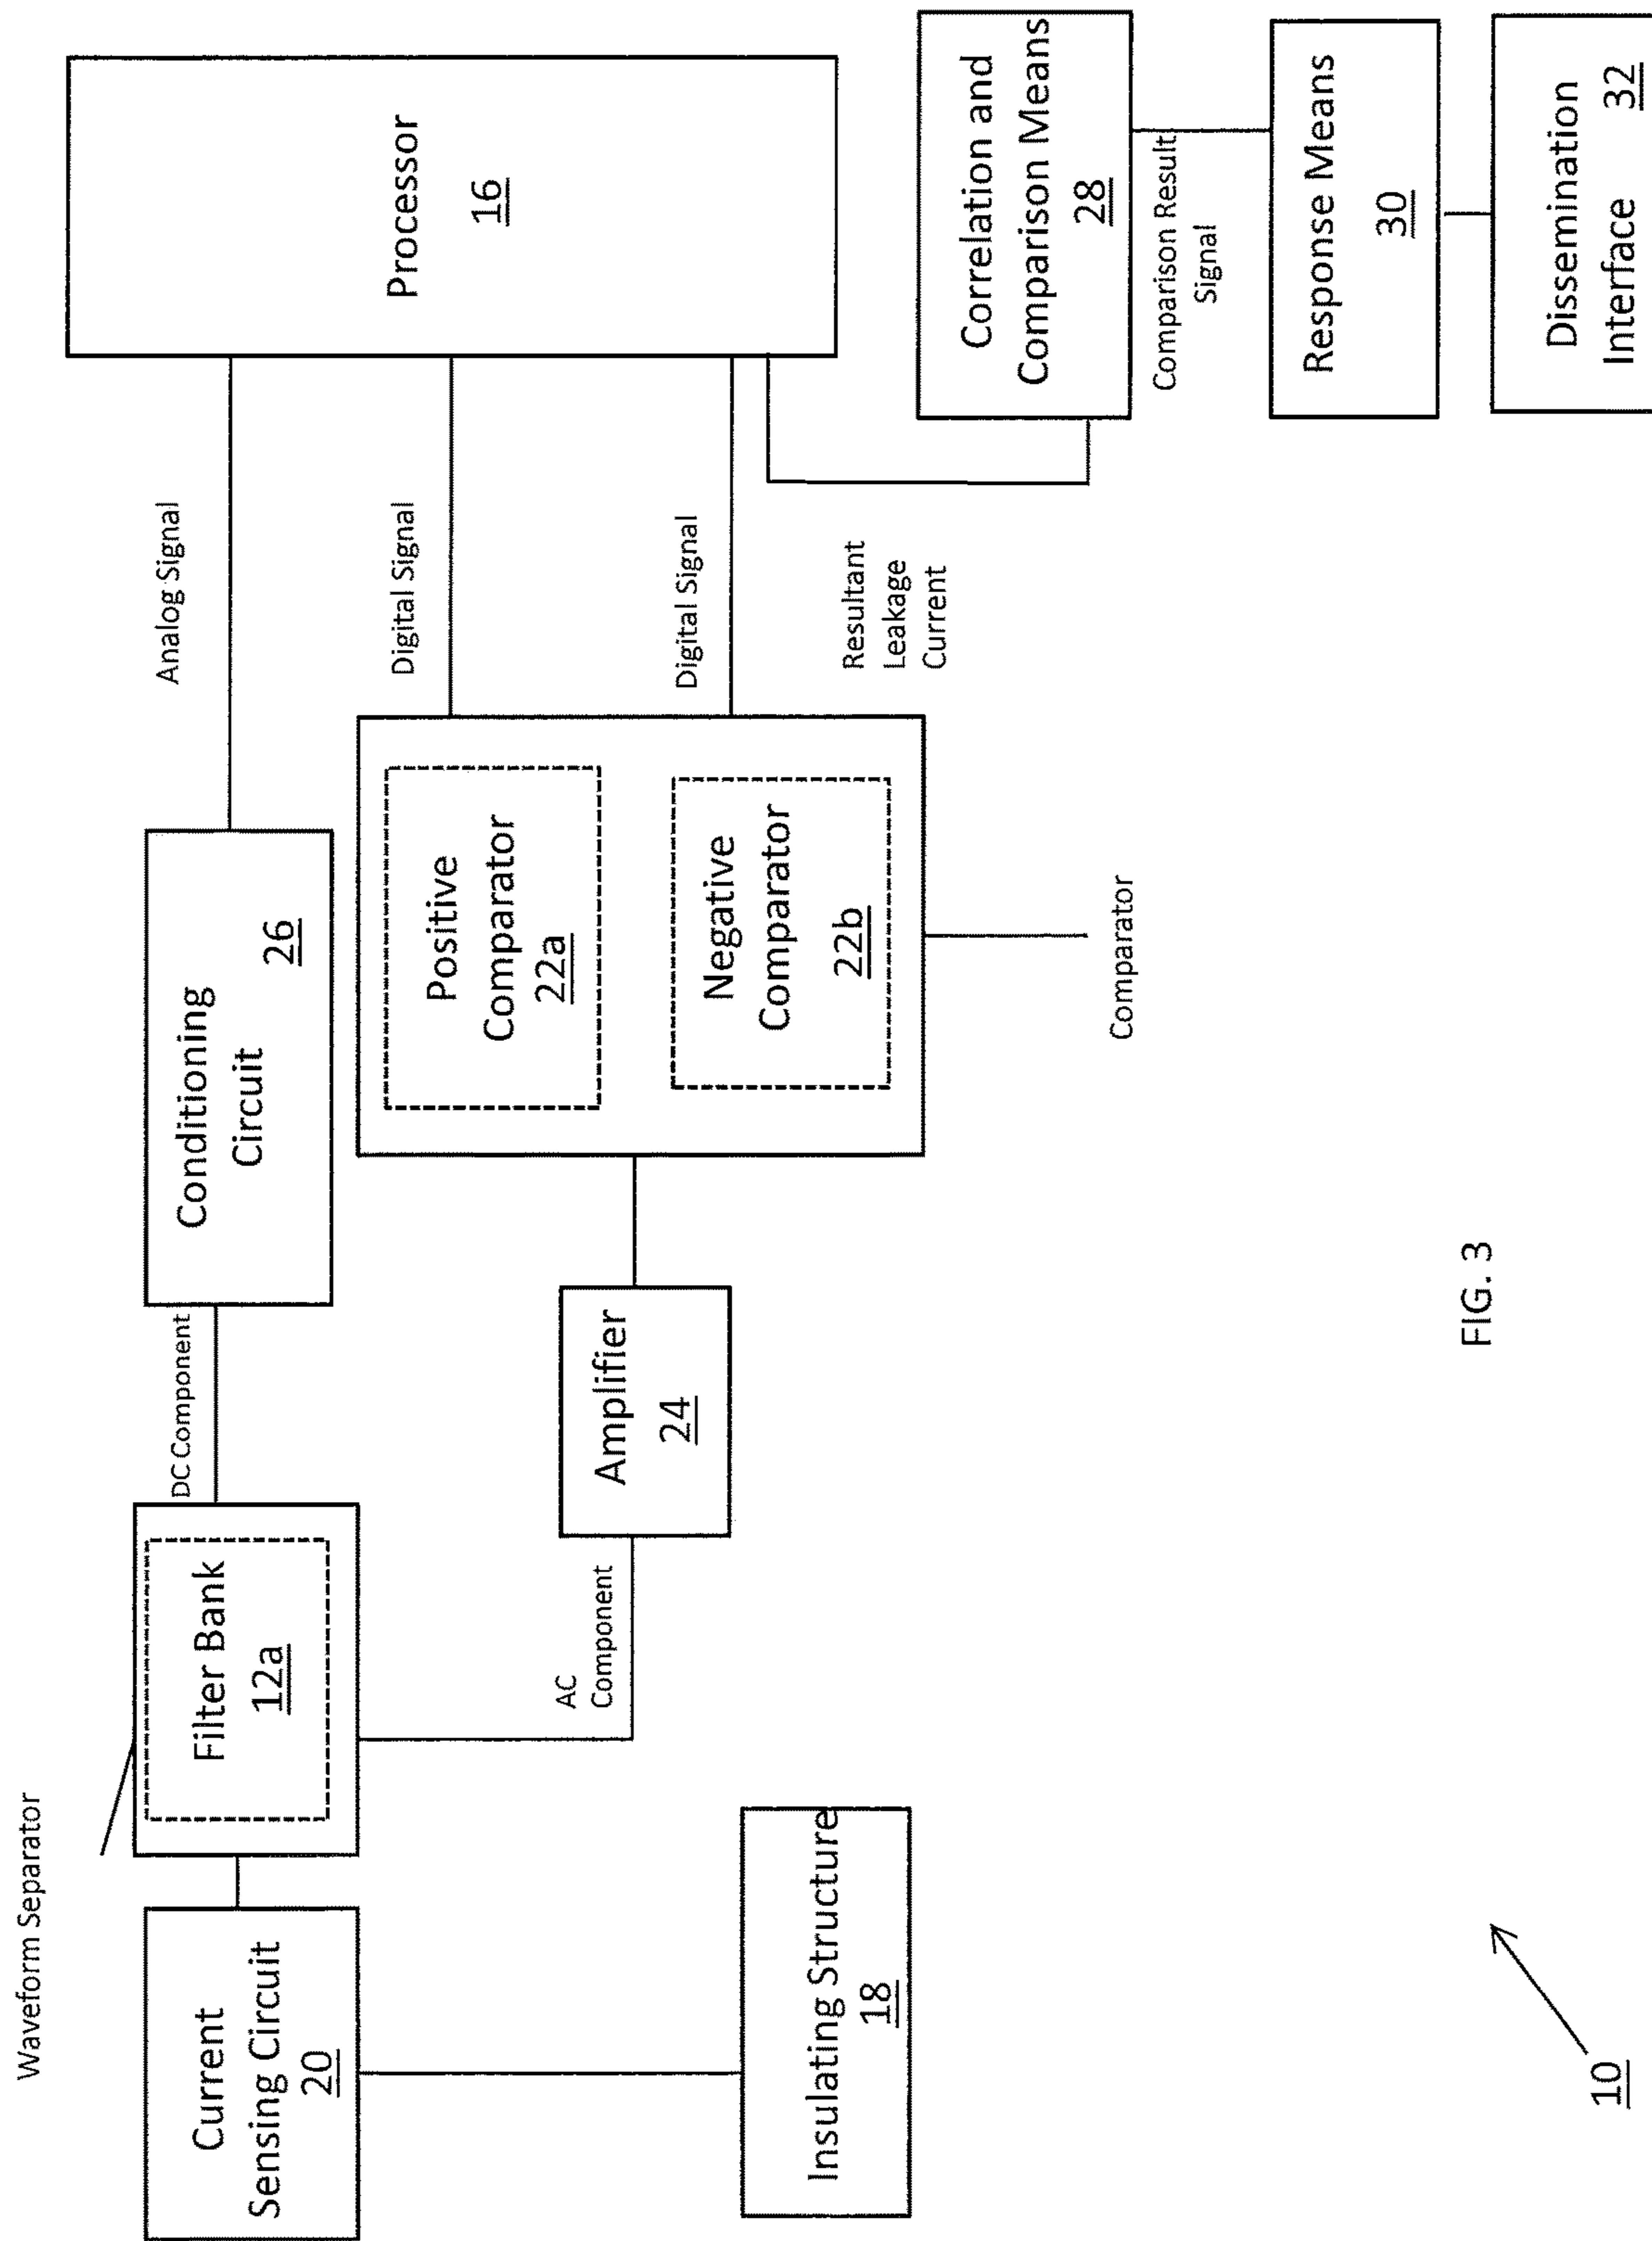 Waveform Separator
Current
Sensing Circuit
20
Filter Bank
12a
DC Component
Conditioning
Circuit
26
Analog Signal
Processor
16
AC
Component
Amplifier
24
Positive
Comparator
22a
Negative
Comparator
22b
Digital Signal
Digital Signal
Resultant
Leakage
Current
Comparator
Insulating Structure
18
Correlation and
Comparison Means
28
Comparison Result
Signal
Response Means
30
Dissemination
Interface 32
FIG. 3
10